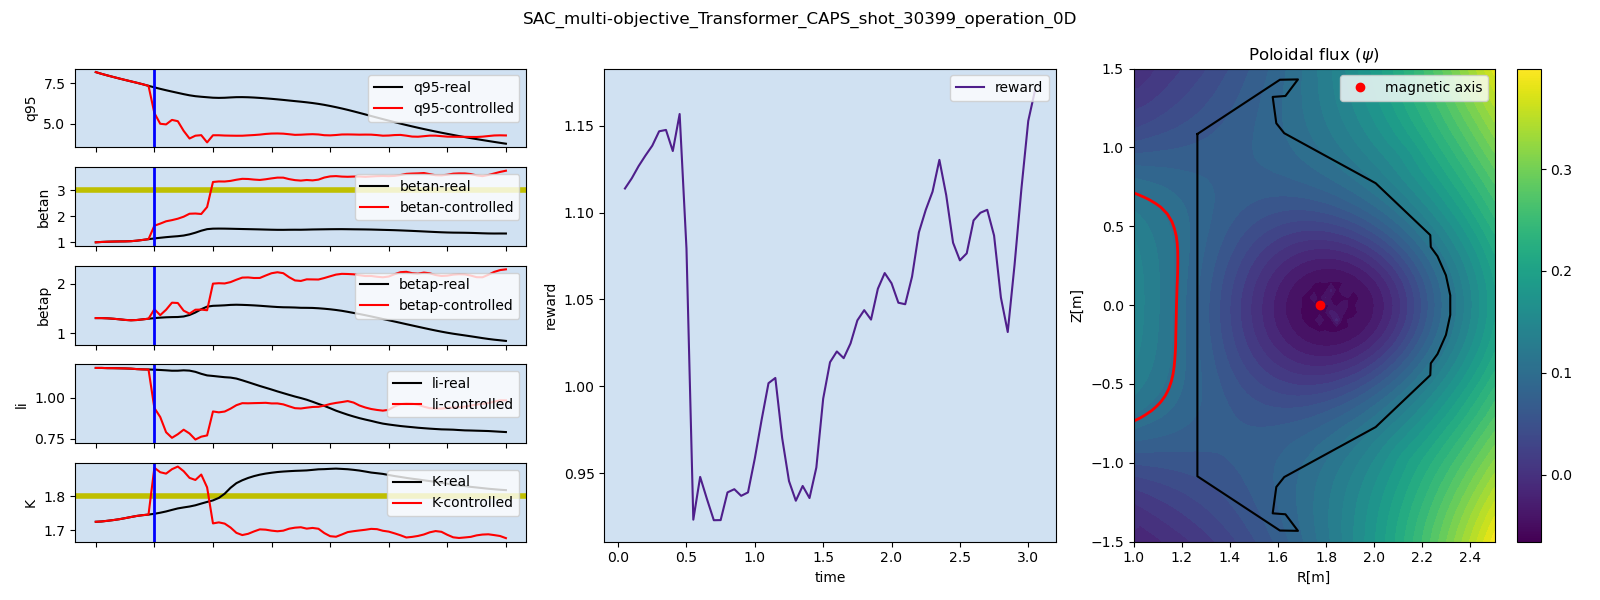 SAC_multi-objective_Transformer_CAPS_shot_30399_operation_0D
7.5
5.0
q95
q95-real
q95-controlled
3
2
1
betan
betan-real
betan-controlled
2
1
betap
betap-real
betap-controlled
1.00
0.75
li
li-real
li-controlled
1.8
1.7
K
K-real
K-controlled
reward
1.15
1.10
1.05
1.00
0.95
reward
0.0 0.5 1.0 1.5 2.0 2.5 3.0
time
Poloidal flux (ψ)
magnetic axis
1.5
1.0
0.5
0.0
−0.5
−1.0
−1.5
Z[m]
1.0 1.2 1.4 1.6 1.8 2.0 2.2 2.4
R[m]
0.3
0.2
0.1
0.0